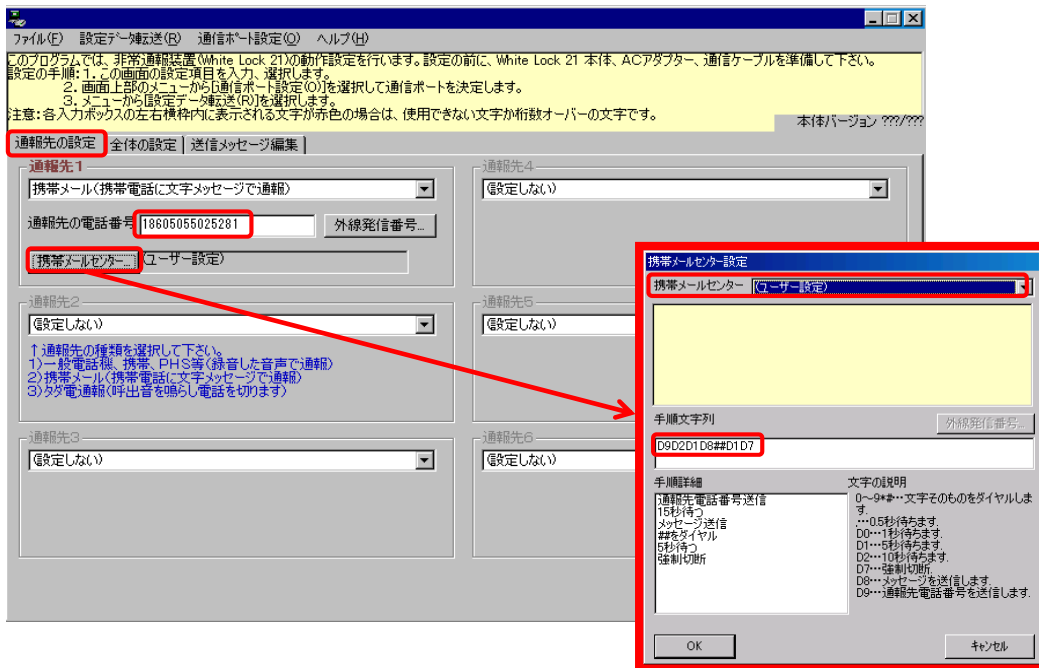 ファイル(F) 設定データ転送(R) 通信ポート設定(O) ヘルプ(H)
このプログラムでは、非常通報装置(White Lock 21)の動作設定を行います。設定の前に、White Lock 21 本体、ACアダプター、通信ケーブルを準備して下さい。
設定の手順:1. この画面の設定項目を入力、選択します。
2. 画面上部のメニューから[通信ポート設定(O)]を選択して通信ポートを決定します。
3. メニューから[設定データ転送(R)]を選択します。
注意:各入力ボックスの左右横枠内に表示される文字が赤色の場合は、使用できない文字か桁数オーバーの文字です。
本体バージョン ???/???
通報先の設定 全体の設定 送信メッセージ編集
通報先1
携帯メール(携帯電話に文字メッセージで通報)
通報先の電話番号 18605055025281 外線発信番号...
携帯メールセンター... (ユーザー設定)
通報先2
(設定しない)
↑通報先の種類を選択して下さい。
1)一般電話機、携帯、PHS等(録音した音声で通報)
2)携帯メール(携帯電話に文字メッセージで通報)
3)タダ電通報(呼出音を鳴らし電話を切ります)
通報先3
(設定しない)
通報先4
(設定しない)
通報先5
(設定しない)
通報先6
(設定しない)
携帯メールセンター設定
携帯メールセンター (ユーザー設定)
手順文字列 外線発信番号...
D9D2D1D8##D1D7
手順詳細
通報先電話番号送信
15秒待つ
メッセージ送信
##をダイヤル
5秒待つ
強制切断
文字の説明
0～9*#…文字そのものをダイヤルしま
す.
,…0.5秒待ちます.
D0…1秒待ちます.
D1…5秒待ちます.
D2…10秒待ちます.
D7…強制切断.
D8…メッセージを送信します.
D9…通報先電話番号を送信します.
OK キャンセル